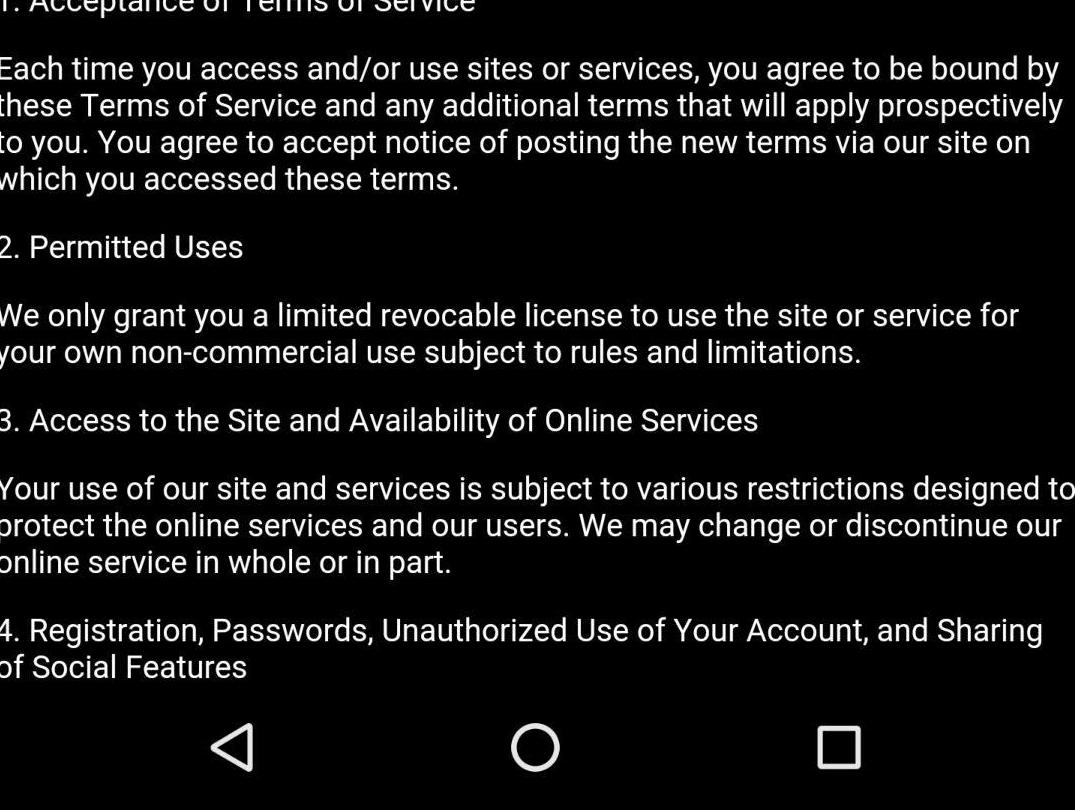 1. Acceptance of Terms of Service
Each time you access and/or use sites or services, you agree to be bound by
these Terms of Service and any additional terms that will apply prospectively
to you. You agree to accept notice of posting the new terms via our site on
which you accessed these terms.
2. Permitted Uses
We only grant you a limited revocable license to use the site or service for
your own non-commercial use subject to rules and limitations.
3. Access to the Site and Availability of Online Services
Your use of our site and services is subject to various restrictions designed to
protect the online services and our users. We may change or discontinue our
online service in whole or in part.
4. Registration, Passwords, Unauthorized Use of Your Account, and Sharing
of Social Features